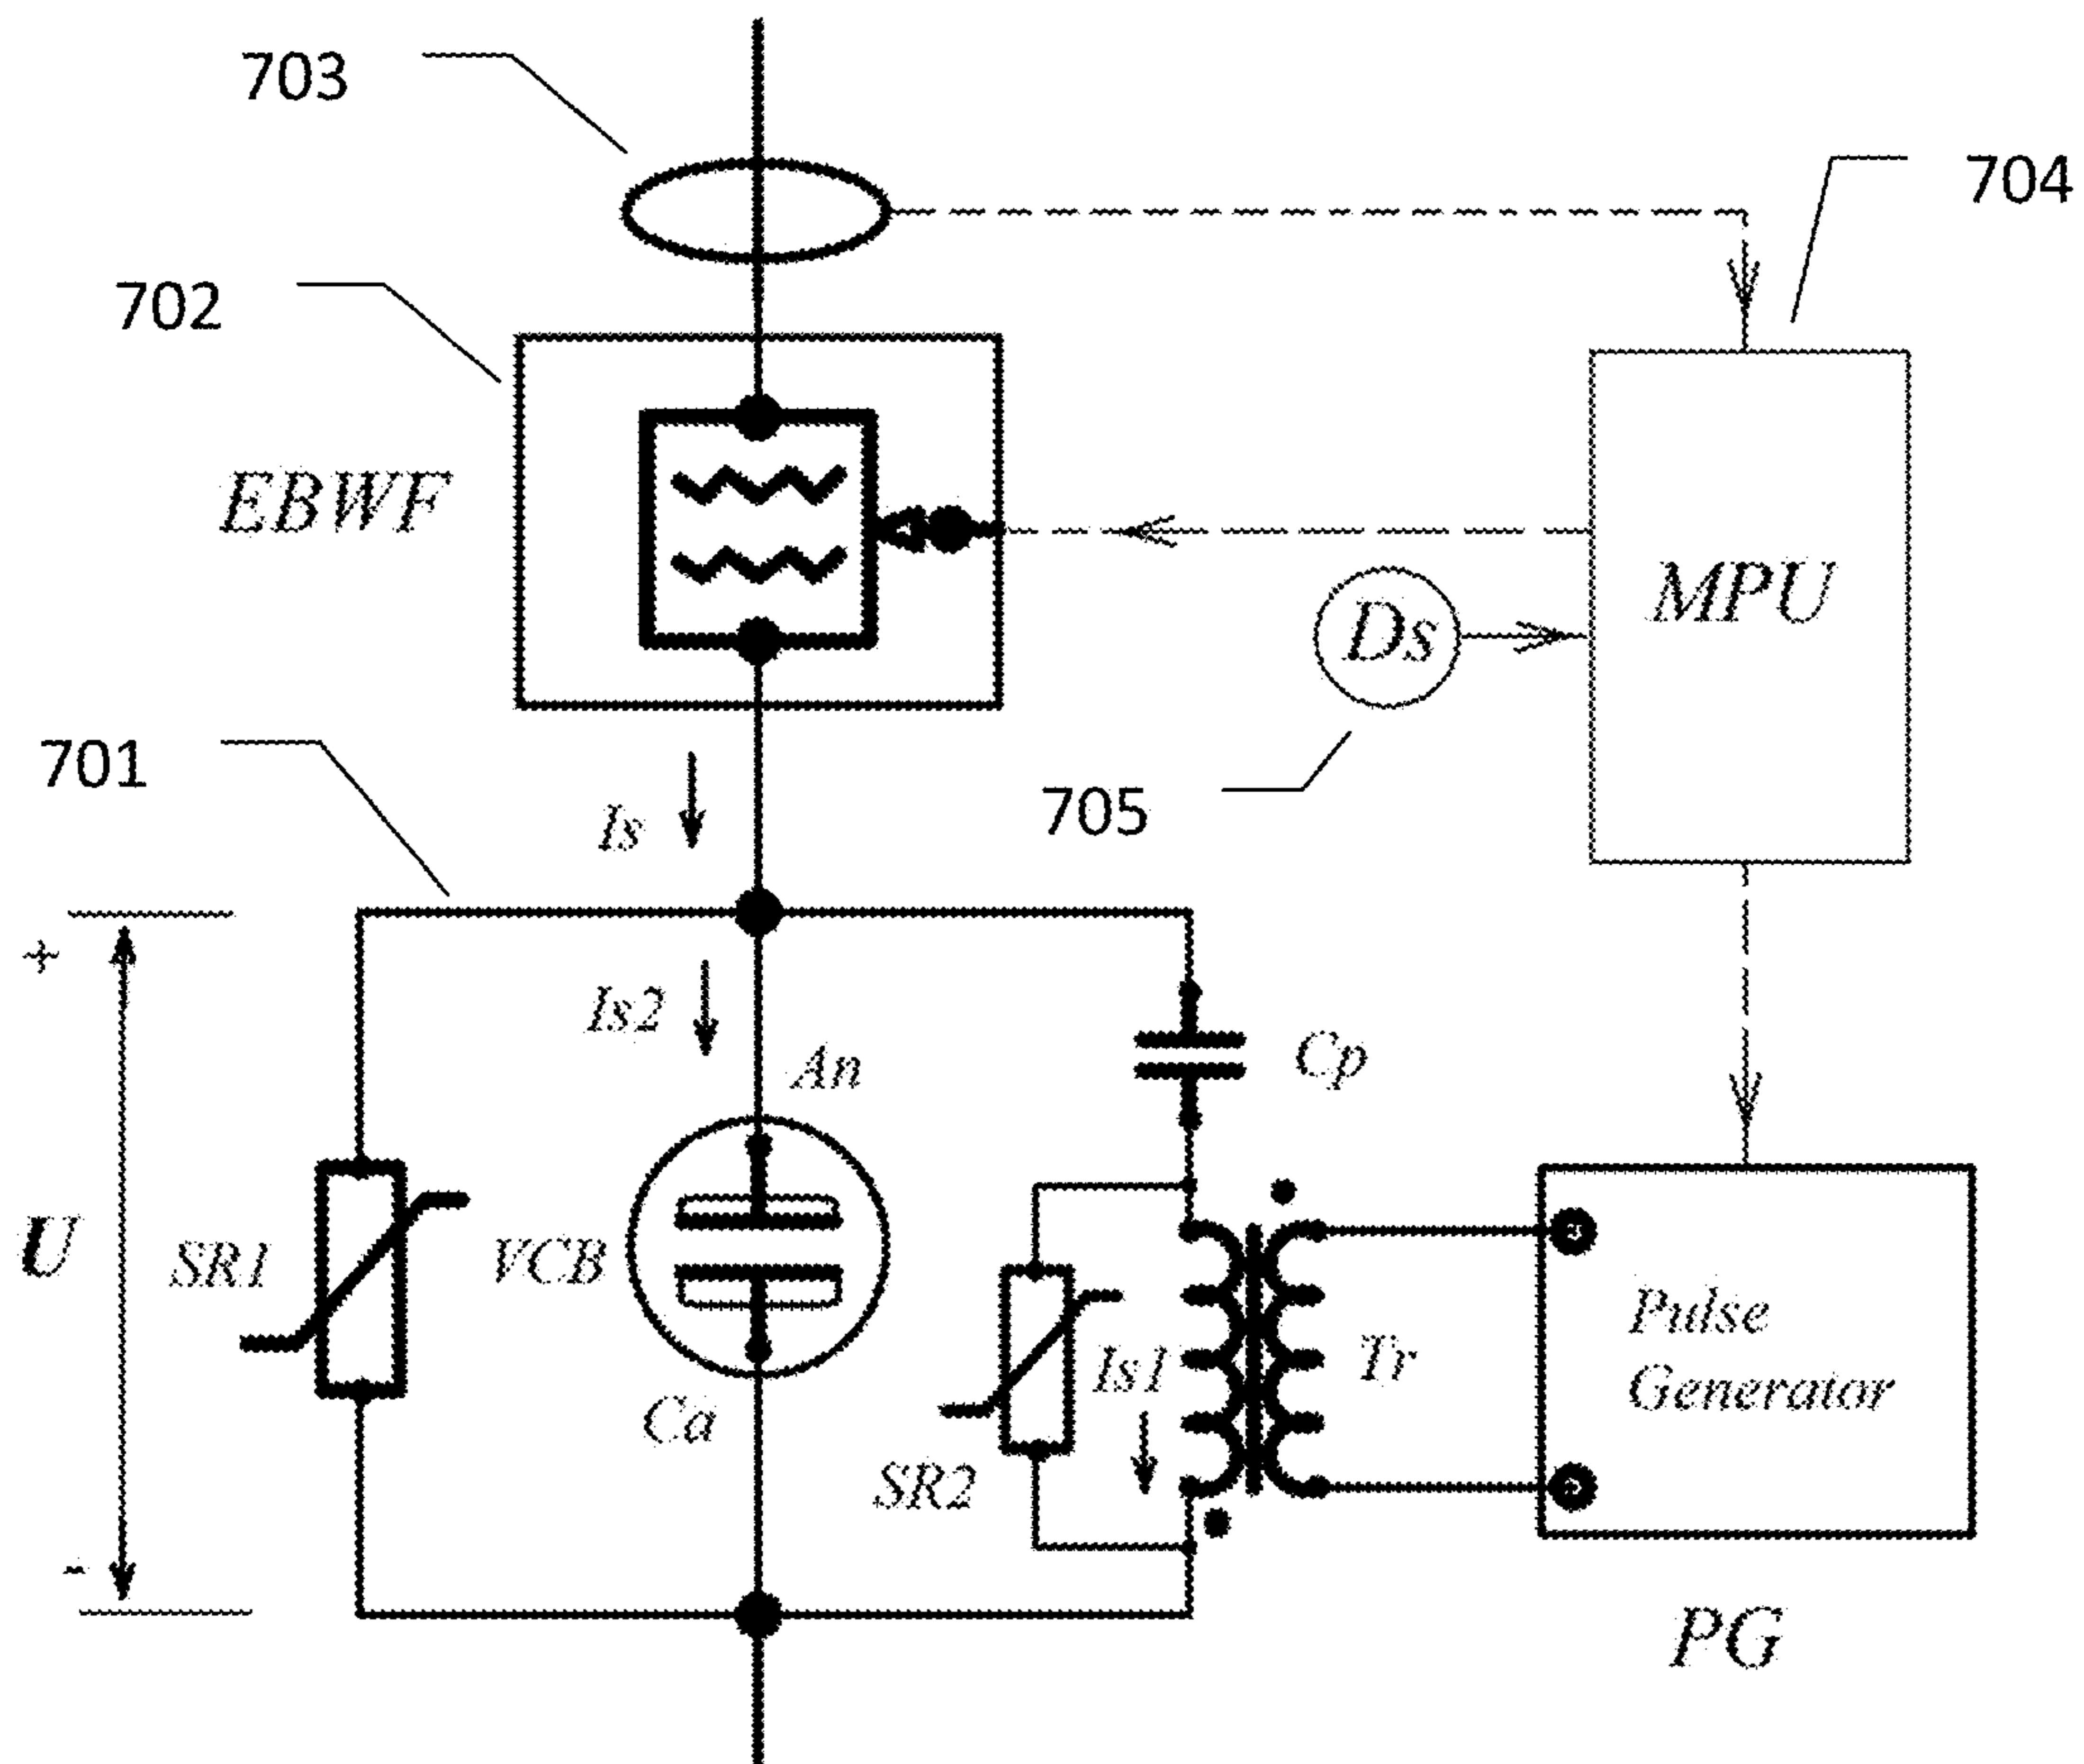 703
704
702
EBWF
MPU
Ds
701
Is
705
+
Is2
An
Cp
U
SR1
VCB
Is1
Tr
Pulse
Generator
Ca
SR2
-
PG